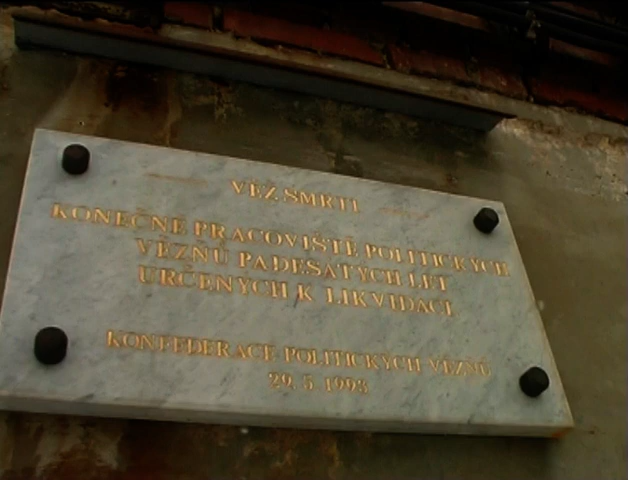 VĚŽ SMRTI
KONEČNÉ PRACOVIŠTĚ POLITICKÝCH
VĚZŇŮ PADESÁTÝCH LET
URČENÝCH K LIKVIDACI
KONFEDERACE POLITICKÝCH VĚZŇŮ
29. 5 1993